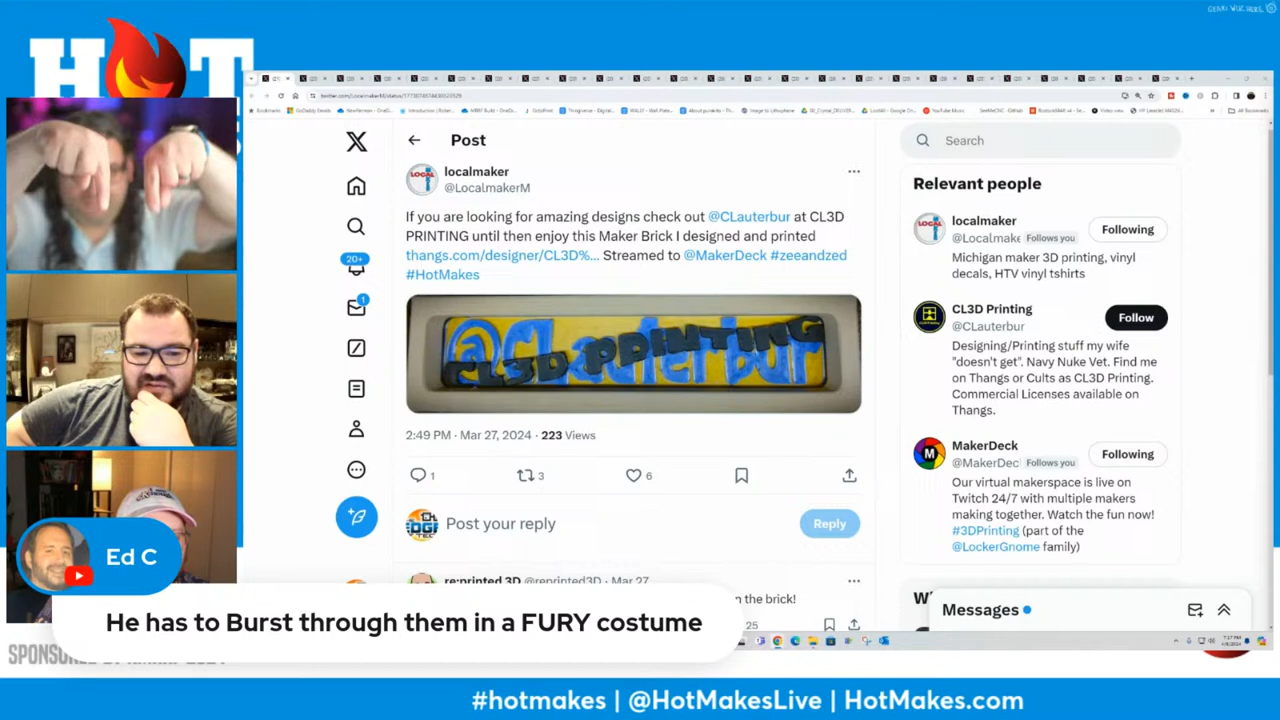 HOT
Post
Search
localmaker
@LocalmakerM
If you are looking for amazing designs check out @CLauterbur at CL3D
PRINTING until then enjoy this Maker Brick I designed and printed
thangs.com/designer/CL3D%... Streamed to @MakerDeck #zeeandzed
#HotMakes
@CLauterbur
CL3D PRINTING
2:49 PM · Mar 27, 2024 · 223 Views
1
3
6
20+
1
Post your reply
Reply
re:printed 3D @reprinted3D · Mar 27
n the brick!
25
Relevant people
localmaker
Following
@Localmake Follows you
Michigan maker 3D printing, vinyl
decals, HTV vinyl tshirts
CL3D Printing
Follow
@CLauterbur
Designing/Printing stuff my wife
"doesn't get". Navy Nuke Vet. Find me
on Thangs or Cults as CL3D Printing.
Commercial Licenses available on
Thangs.
MakerDeck
Following
@MakerDec Follows you
Our virtual makerspace is live on
Twitch 24/7 with multiple makers
making together. Watch the fun now!
#3DPrinting (part of the
@LockerGnome family)
Messages
Ed C
He has to Burst through them in a FURY costume
#hotmakes | @HotMakesLive | HotMakes.com